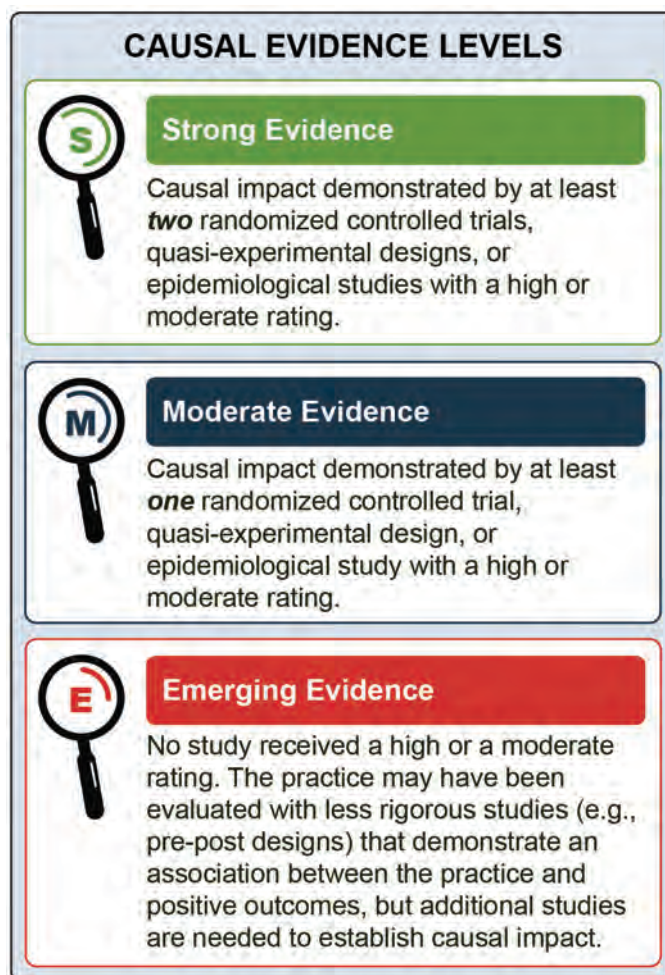 CAUSAL EVIDENCE LEVELS
S
Strong Evidence
Causal impact demonstrated by at least
two randomized controlled trials,
quasi-experimental designs, or
epidemiological studies with a high or
moderate rating.
M
Moderate Evidence
Causal impact demonstrated by at least
one randomized controlled trial,
quasi-experimental design, or
epidemiological study with a high or
moderate rating.
E
Emerging Evidence
No study received a high or a moderate
rating. The practice may have been
evaluated with less rigorous studies (e.g.,
pre-post designs) that demonstrate an
association between the practice and
positive outcomes, but additional studies
are needed to establish causal impact.